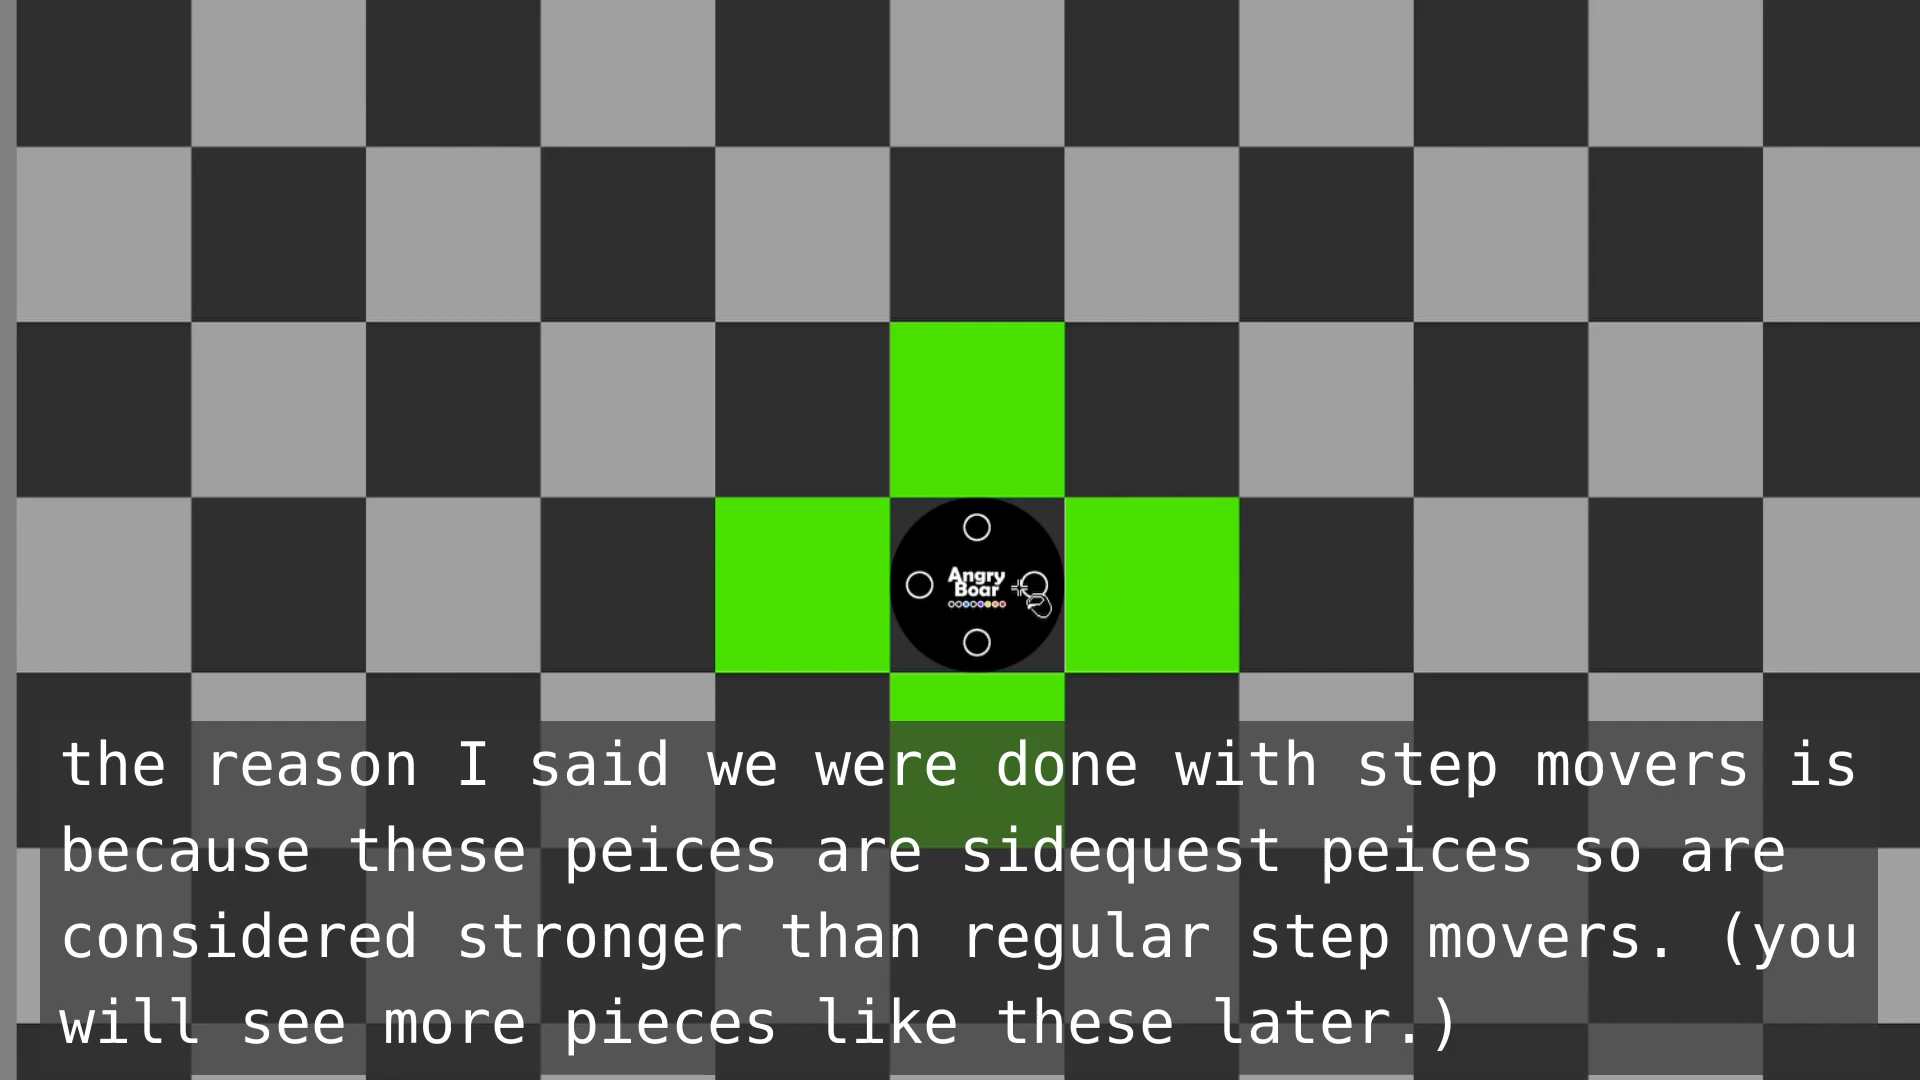 Angry
Boar
the reason I said we were done with step movers is
because these peices are sidequest peices so are
considered stronger than regular step movers. (you
will see more pieces like these later.)